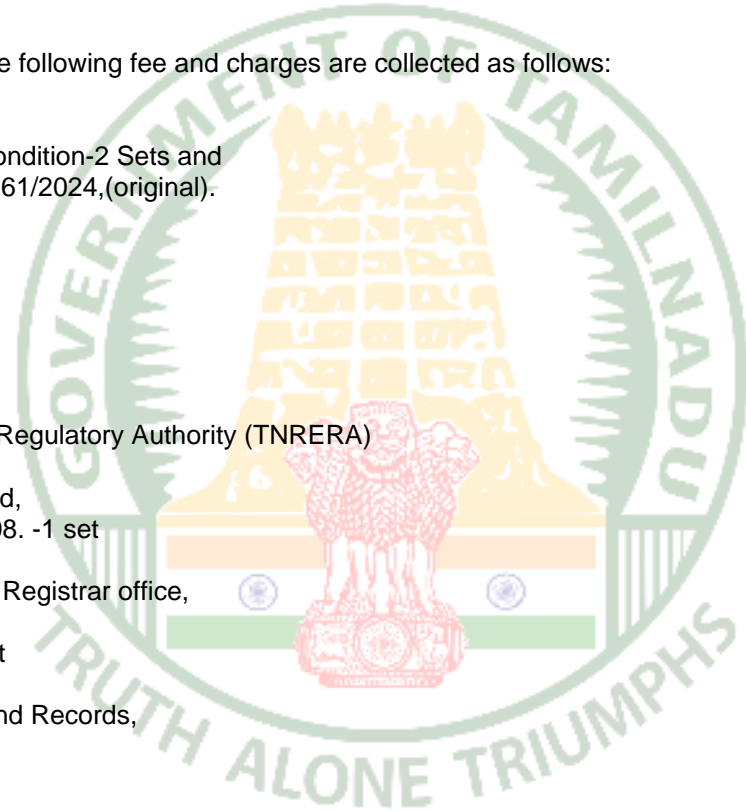 e following fee and charges are collected as follows:
ondition-2 Sets and
61/2024,(original).
Regulatory Authority (TNRERA)
d,
08. -1 set
Registrar office,
t
nd Records,
GOVERNMENT OF TAMILNADU
TRUTH ALONE TRIUMPHS